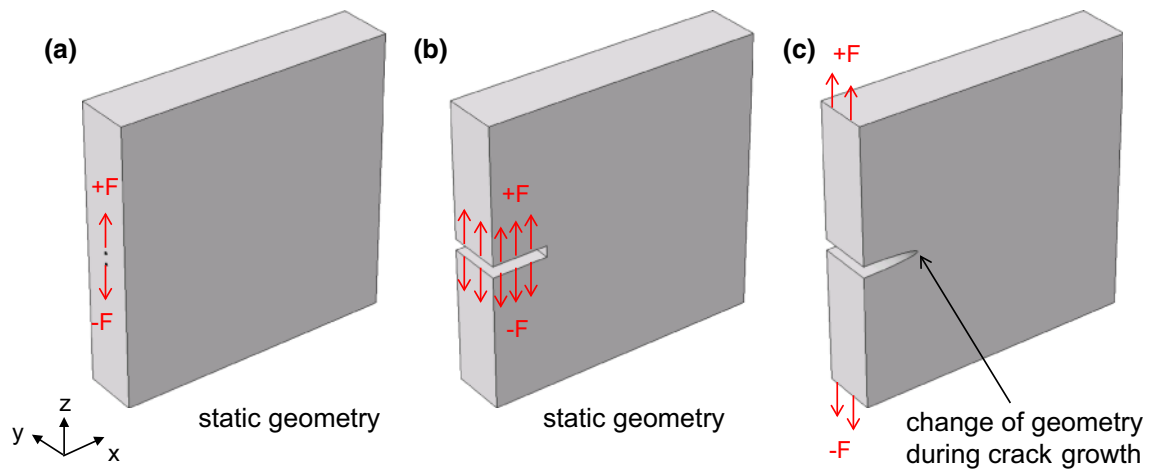 (a)
+F
-F
static geometry
z
y
x
(b)
+F
-F
static geometry
(c)
+F
-F
change of geometry
during crack growth